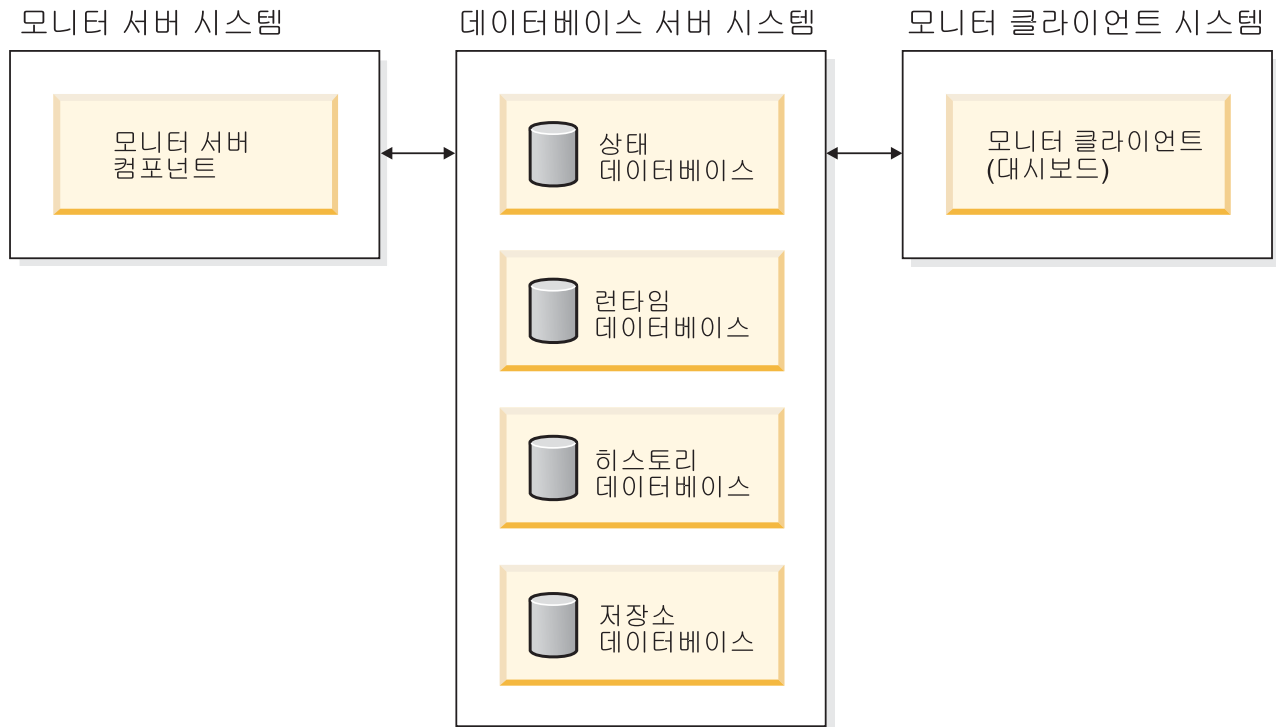 모니터 서버 시스템
데이터베이스 서버 시스템
모니터 클라이언트 시스템
모니터 서버
컴포넌트
상태
데이터베이스
런타임
데이터베이스
히스토리
데이터베이스
저장소
데이터베이스
모니터 클라이언트
(대시보드)